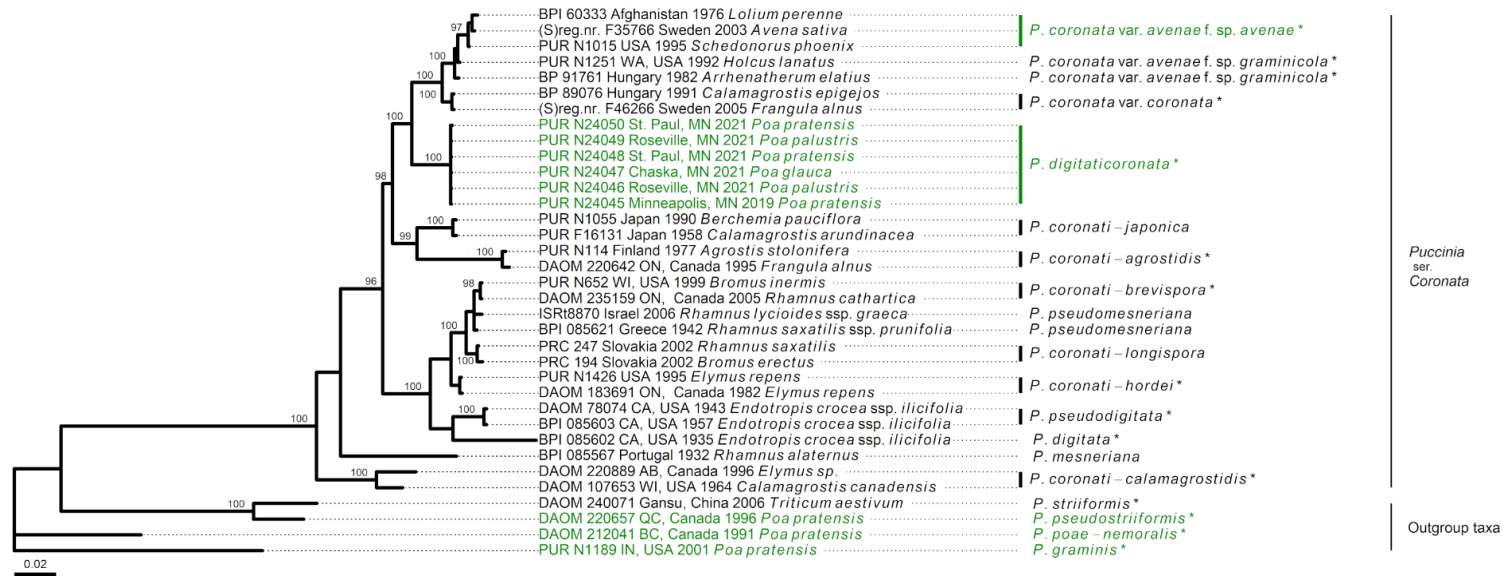 BPI 60333 Afghanistan 1976 Lolium perenne
97 (S)reg.nr. F35766 Sweden 2003 Avena sativa P. coronata var. avenae f. sp. avenae *
PUR N1015 USA 1995 Schedonorus phoenix
PUR N1251 WA, USA 1992 Holcus lanatus P. coronata var. avenae f. sp. graminicola *
100 BP 91761 Hungary 1982 Arrhenatherum elatius P. coronata var. avenae f. sp. graminicola *
100 BP 89076 Hungary 1991 Calamagrostis epigejos
P. coronata var. coronata *
(S)reg.nr. F46266 Sweden 2005 Frangula alnus
100 PUR N24050 St. Paul, MN 2021 Poa pratensis
PUR N24049 Roseville, MN 2021 Poa palustris
100 PUR N24048 St. Paul, MN 2021 Poa pratensis
P. digitaticoronata *
PUR N24047 Chaska, MN 2021 Poa glauca
98 PUR N24046 Roseville, MN 2021 Poa palustris
PUR N24045 Minneapolis, MN 2019 Poa pratensis
100 PUR N1055 Japan 1990 Berchemia pauciflora
P. coronati – japonica
99 PUR F16131 Japan 1958 Calamagrostis arundinacea
100 PUR N114 Finland 1977 Agrostis stolonifera
P. coronati – agrostidis *
Puccinia
ser.
Coronata
DAOM 220642 ON, Canada 1995 Frangula alnus
96 98 PUR N652 WI, USA 1999 Bromus inermis
P. coronati – brevispora *
DAOM 235159 ON, Canada 2005 Rhamnus cathartica
ISRt8870 Israel 2006 Rhamnus lycioides ssp. graeca P. pseudomesneriana
100 BPI 085621 Greece 1942 Rhamnus saxatilis ssp. prunifolia P. pseudomesneriana
PRC 247 Slovakia 2002 Rhamnus saxatilis
P. coronati – longispora
100 PRC 194 Slovakia 2002 Bromus erectus
PUR N1426 USA 1995 Elymus repens
P. coronati – hordei *
100 DAOM 183691 ON, Canada 1982 Elymus repens
100 DAOM 78074 CA, USA 1943 Endotropis crocea ssp. ilicifolia
P. pseudodigitata *
100 BPI 085603 CA, USA 1957 Endotropis crocea ssp. ilicifolia
BPI 085602 CA, USA 1935 Endotropis crocea ssp. ilicifolia P. digitata *
BPI 085567 Portugal 1932 Rhamnus alaternus P. mesneriana
100 DAOM 220889 AB, Canada 1996 Elymus sp.
P. coronati – calamagrostidis *
DAOM 107653 WI, USA 1964 Calamagrostis canadensis
100 DAOM 240071 Gansu, China 2006 Triticum aestivum P. striiformis *
DAOM 220657 QC, Canada 1996 Poa pratensis P. pseudostriiformis *
Outgroup taxa
DAOM 212041 BC, Canada 1991 Poa pratensis P. poae – nemoralis *
PUR N1189 IN, USA 2001 Poa pratensis P. graminis *
0.02